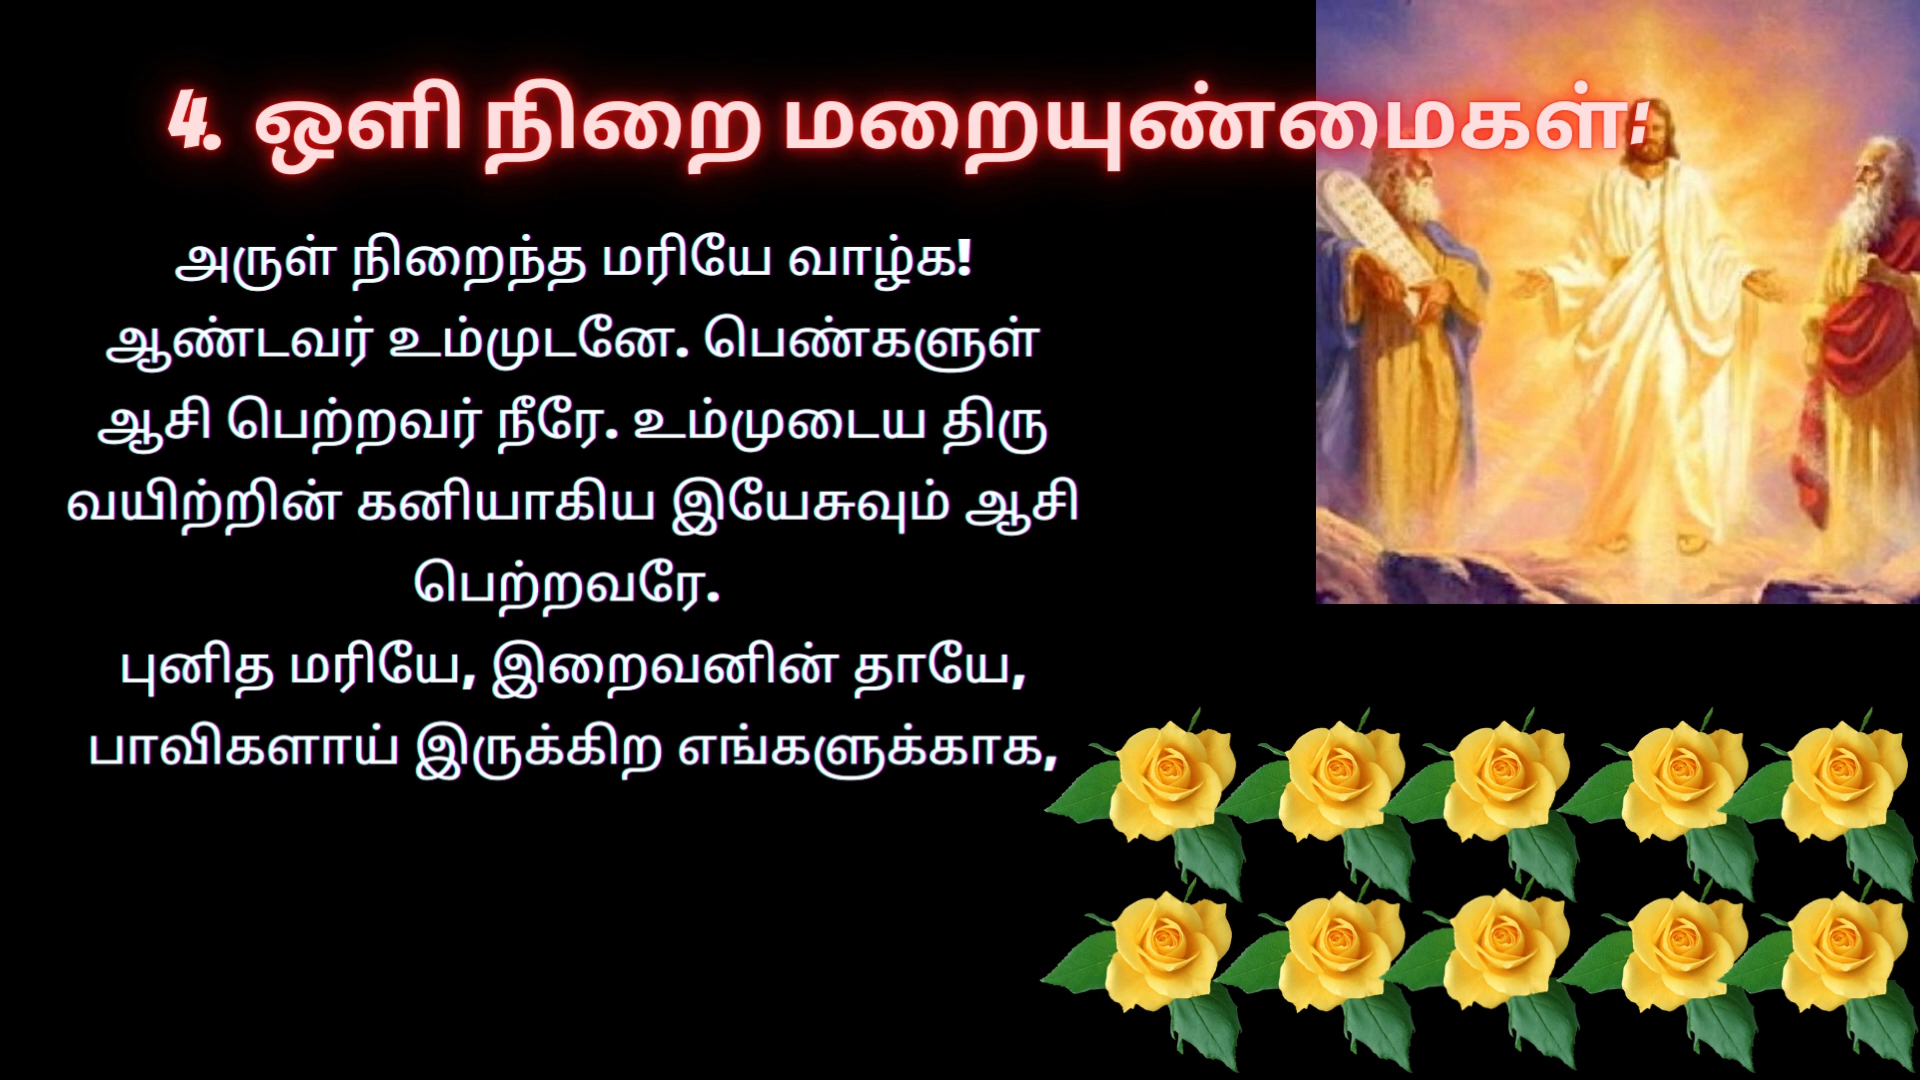 4. ஒளி நிறை மறையுண்மைகள்:
அருள் நிறைந்த மரியே வாழ்க!
ஆண்டவர் உம்முடனே. பெண்களுள்
ஆசி பெற்றவர் நீரே. உம்முடைய திரு
வயிற்றின் கனியாகிய இயேசுவும் ஆசி
பெற்றவரே.
புனித மரியே, இறைவனின் தாயே,
பாவிகளாய் இருக்கிற எங்களுக்காக,